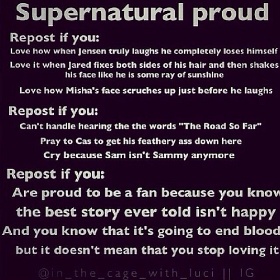 Supernatural proud
Repost if you:
Love how when Jensen truly laughs he completely loses himself
Love it when Jared fixes both sides of his hair and then shakes
his face like he is some ray of sunshine
Love how Misha's face scruches up just before he laughs
Repost if you:
Can't handle hearing the the words "The Road So Far"
Pray to Cas to get his feathery ass down here
Cry because Sam isn't Sammy anymore
Repost if you:
Are proud to be a fan because you know
the best story ever told isn't happy
And you know that it's going to end blood
but it doesn't mean that you stop loving it
@in_the_cage_with_luci || IG